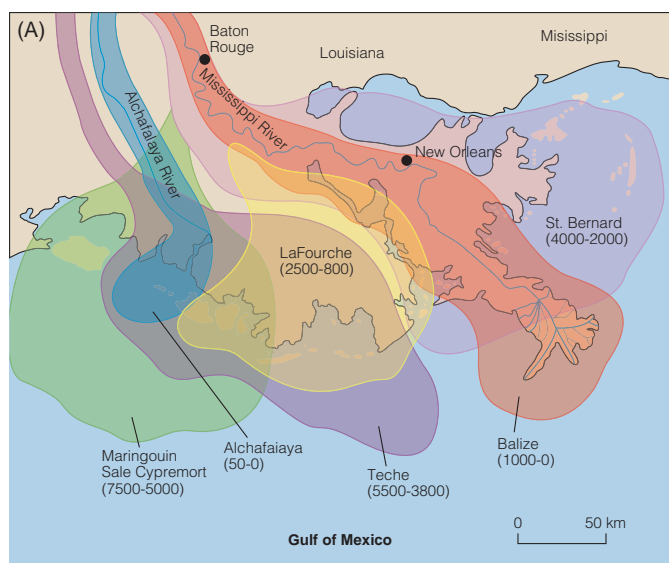 (A)
Baton
Rouge
Louisiana
Misissippi
Mississippi River
Alchafalaya River
New Orleans
St. Bernard
(4000-2000)
LaFourche
(2500-800)
Maringouin
Sale Cypremort
(7500-5000)
Alchafaiaya
(50-0)
Teche
(5500-3800)
Balize
(1000-0)
0 50 km
Gulf of Mexico